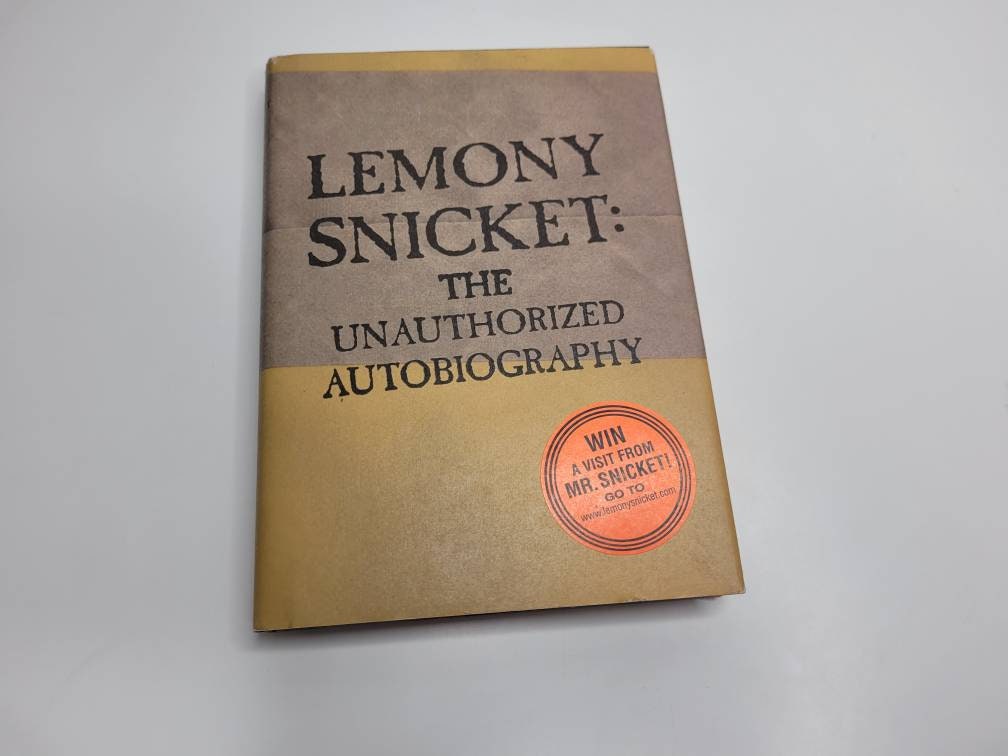 LEMONY
SNICKET:
THE
UNAUTHORIZED
AUTOBIOGRAPHY
WIN
A VISIT FROM
MR. SNICKET!
GO TO
www.lemonysnicket.com